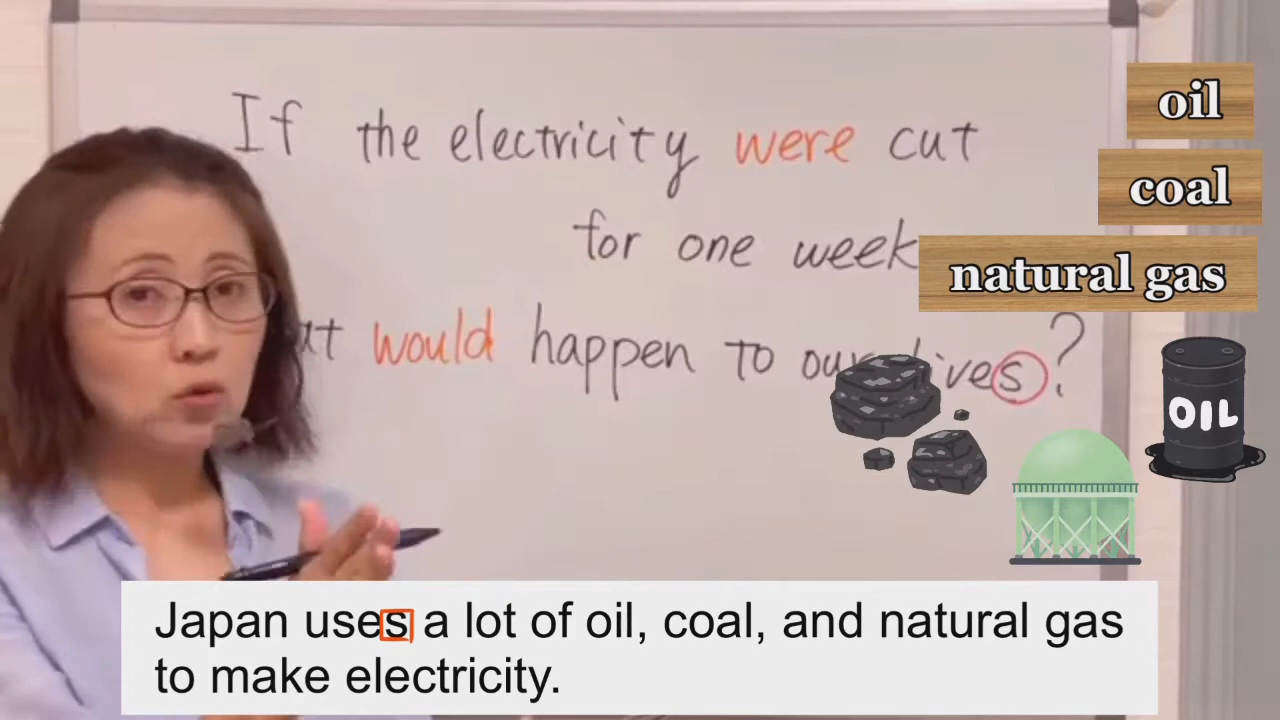 If the electricity were cut
for one week
would happen to our lives?
oil
coal
natural gas
OIL
Japan uses a lot of oil, coal, and natural gas
to make electricity.